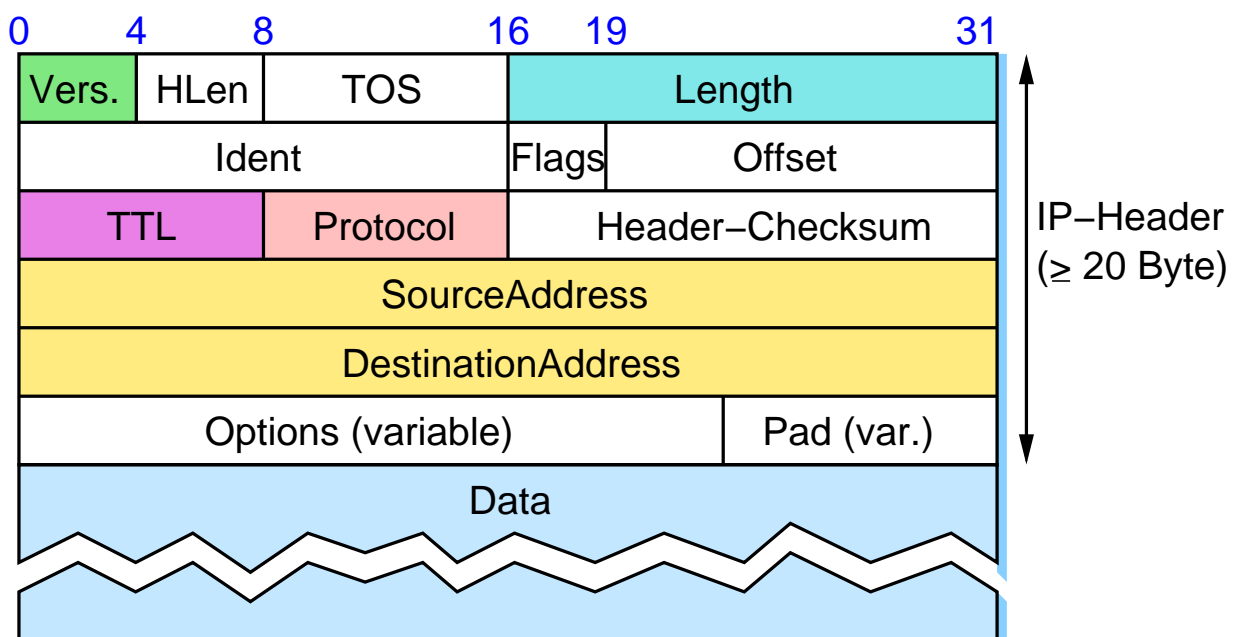 0 4 8 16 19 31
Vers. HLen TOS Length
Ident Flags Offset
TTL Protocol Header−Checksum
IP−Header
(≥ 20 Byte)
SourceAddress
DestinationAddress
Options (variable) Pad (var.)
Data